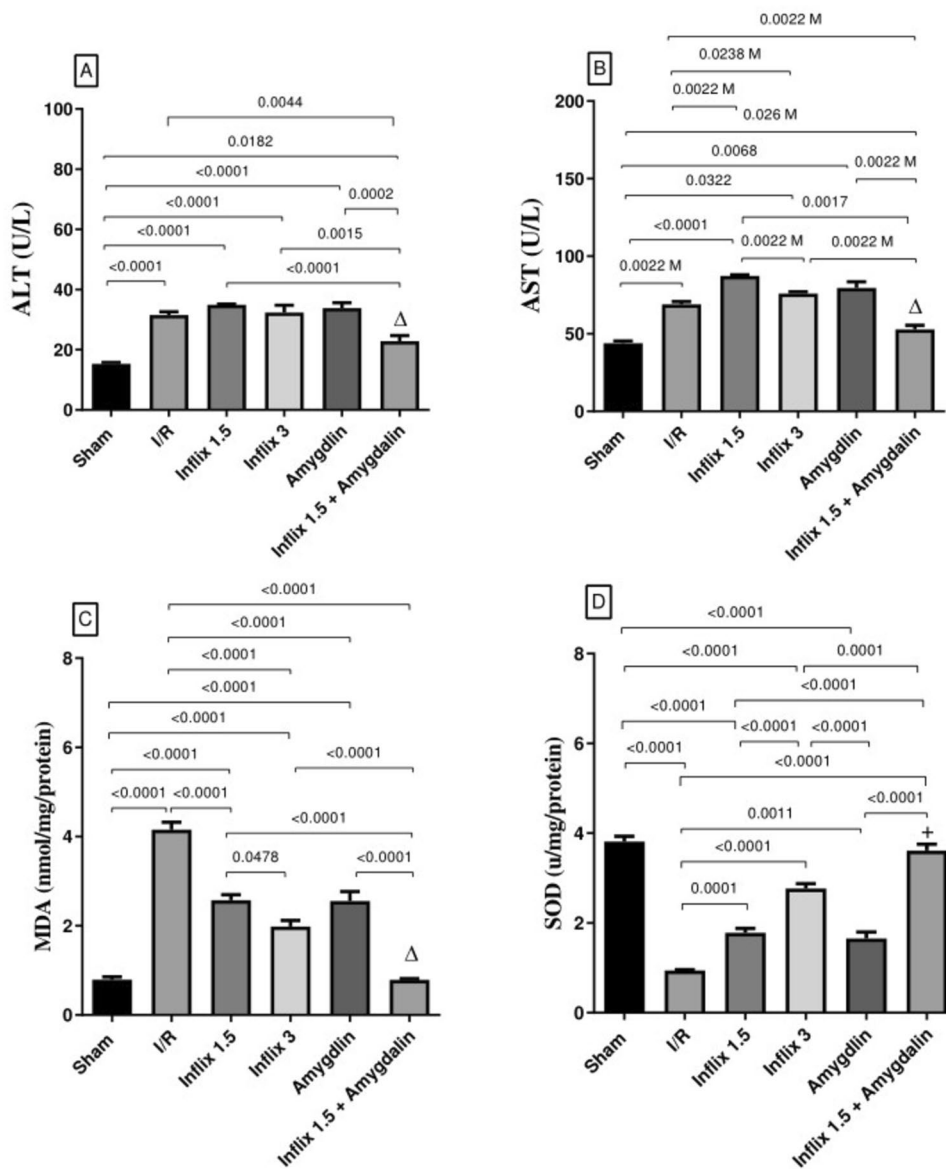 A
0.0044
0.0182
<0.0001
0.0002
<0.0001
<0.0001
0.0015
<0.0001
<0.0001
100
80
60
40
20
0
ALT (U/L)
Δ
Sham
I/R
Inflix 1.5
Inflix 3
Amygdlin
Inflix 1.5 + Amygdalin
B
0.0022 M
0.0238 M
0.0022 M
0.026 M
0.0068
0.0022 M
0.0322
0.0017
<0.0001
0.0022 M
0.0022 M
0.0022 M
200
150
100
50
0
AST (U/L)
Δ
Sham
I/R
Inflix 1.5
Inflix 3
Amygdlin
Inflix 1.5 + Amygdalin
C
<0.0001
<0.0001
<0.0001
<0.0001
<0.0001
<0.0001
<0.0001
<0.0001
<0.0001
<0.0001
0.0478
<0.0001
8
6
4
2
0
MDA (nmol/mg/protein)
Δ
Sham
I/R
Inflix 1.5
Inflix 3
Amygdlin
Inflix 1.5 + Amygdalin
D
<0.0001
<0.0001
0.0001
<0.0001
<0.0001
<0.0001
<0.0001
<0.0001
<0.0001
0.0011
<0.0001
<0.0001
0.0001
8
6
4
2
0
SOD (u/mg/protein)
+
Sham
I/R
Inflix 1.5
Inflix 3
Amygdlin
Inflix 1.5 + Amygdalin